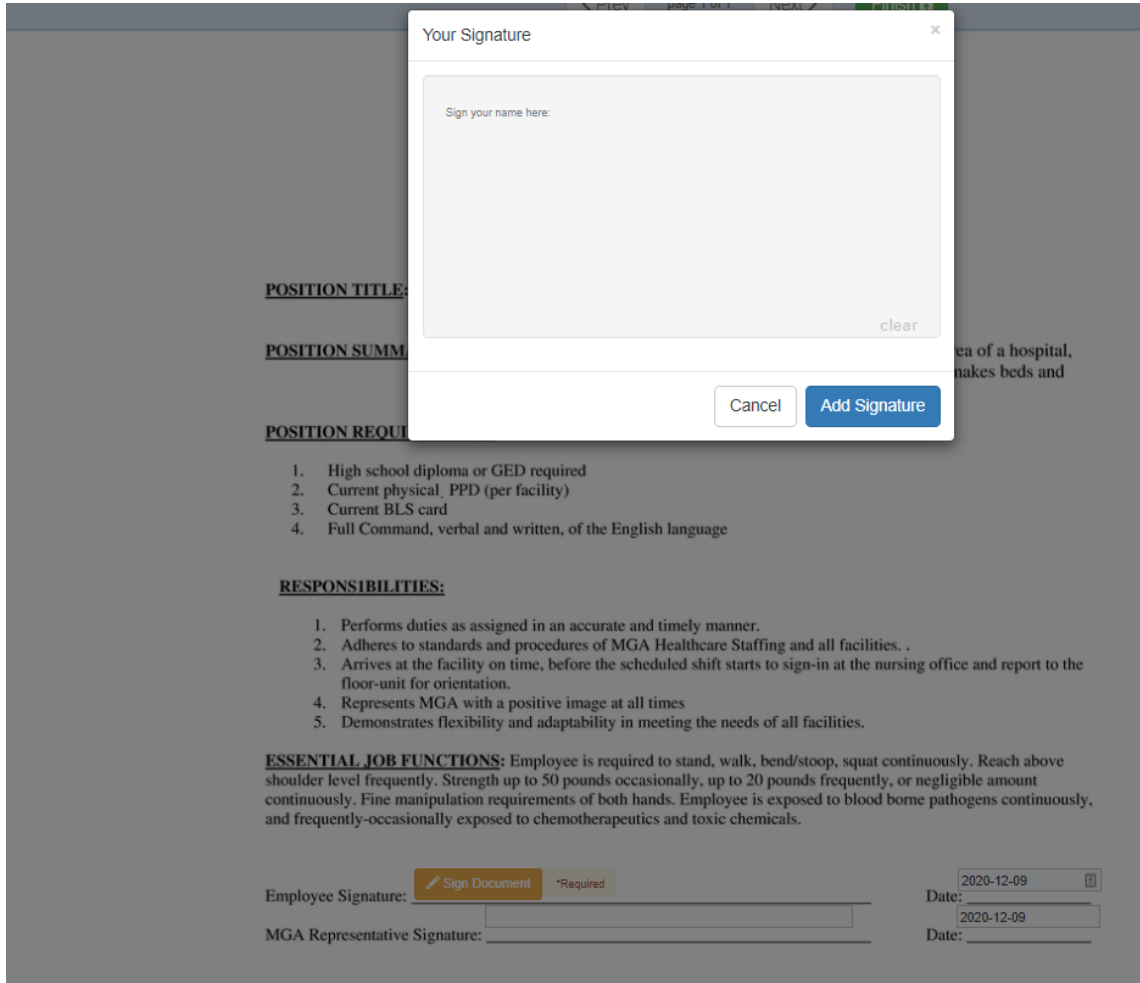 Prev page 1 of 1 Next Finish
Your Signature ×
Sign your name here:
clear
Cancel Add Signature
POSITION TITLE:
POSITION SUMM
ea of a hospital,
nakes beds and
POSITION REQUI
1. High school diploma or GED required
2. Current physical, PPD (per facility)
3. Current BLS card
4. Full Command, verbal and written, of the English language
RESPONS1BILITIES:
1. Performs duties as assigned in an accurate and timely manner.
2. Adheres to standards and procedures of MGA Healthcare Staffing and all facilities. .
3. Arrives at the facility on time, before the scheduled shift starts to sign-in at the nursing office and report to the
floor-unit for orientation.
4. Represents MGA with a positive image at all times
5. Demonstrates flexibility and adaptability in meeting the needs of all facilities.
ESSENTIAL JOB FUNCTIONS: Employee is required to stand, walk, bend/stoop, squat continuously. Reach above
shoulder level frequently. Strength up to 50 pounds occasionally, up to 20 pounds frequently, or negligible amount
continuously. Fine manipulation requirements of both hands. Employee is exposed to blood borne pathogens continuously,
and frequently-occasionally exposed to chemotherapeutics and toxic chemicals.
Employee Signature: Sign Document *Required Date: 2020-12-09
MGA Representative Signature: Date: 2020-12-09